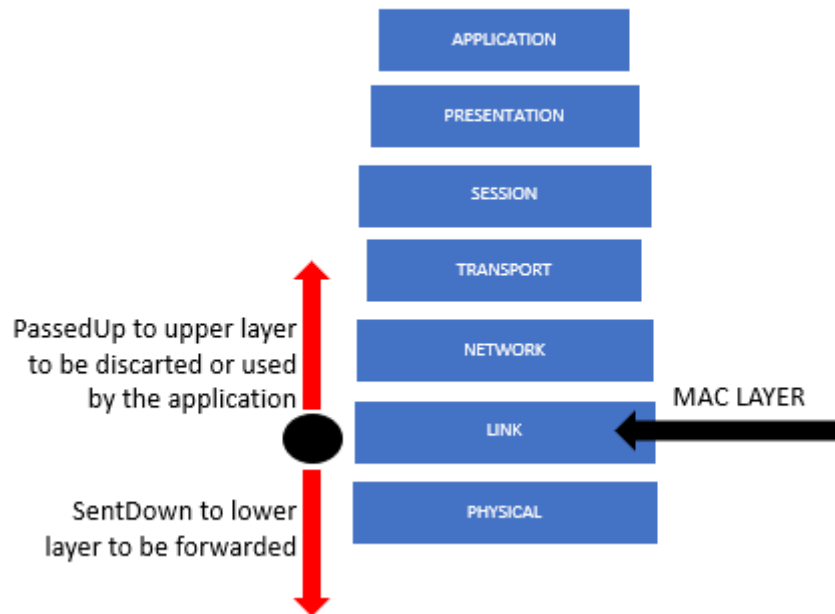 APPLICATION
PRESENTATION
SESSION
TRANSPORT
PassedUp to upper layer
to be discarted or used
by the application
NETWORK
MAC LAYER
LINK
SentDown to lower
layer to be forwarded
PHYSICAL